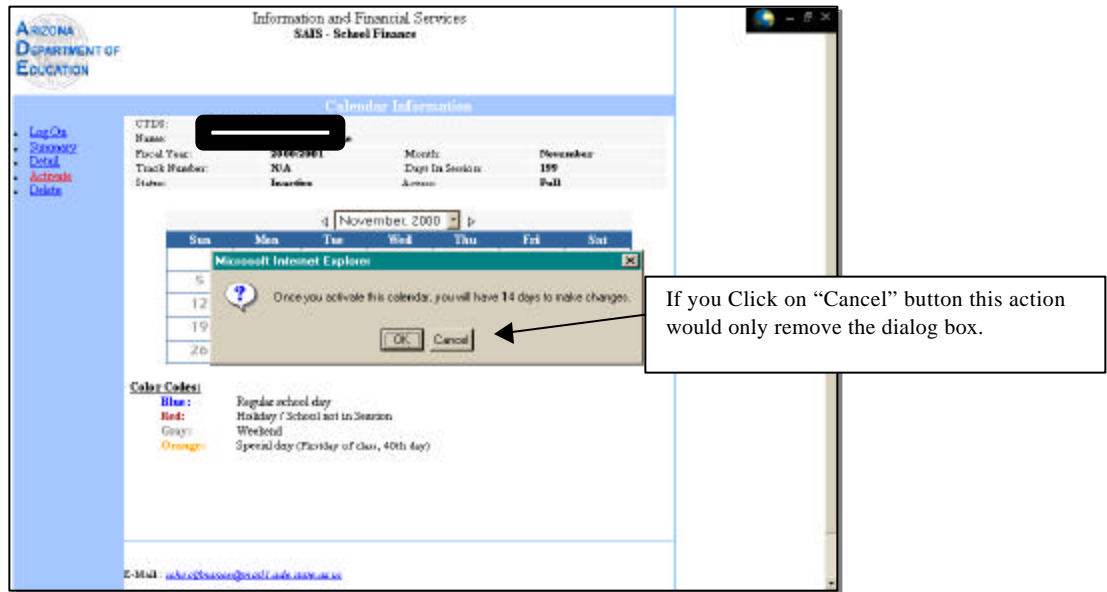 ARIZONA
DEPARTMENT OF
EDUCATION
Information and Financial Services
SAIS - School Finance
Calendar Information
Log On
Summary
Detail
Activate
Delete
CTDS:
Name:
Fiscal Year: 2000/2001 Month: November
Track Number: N/A Days In Session: 199
Status: Inactive Access: Full
November, 2000
Sun Mon Tue Wed Thu Fri Sat
5
12
19
26
Microsoft Internet Explorer
Once you activate this calendar, you will have 14 days to make changes.
OK Cancel
If you Click on “Cancel” button this action
would only remove the dialog box.
Color Codes:
Blue: Regular school day
Red: Holiday / School not in Session
Gray: Weekend
Orange: Special day (First day of class, 40th day)
E-Mail: